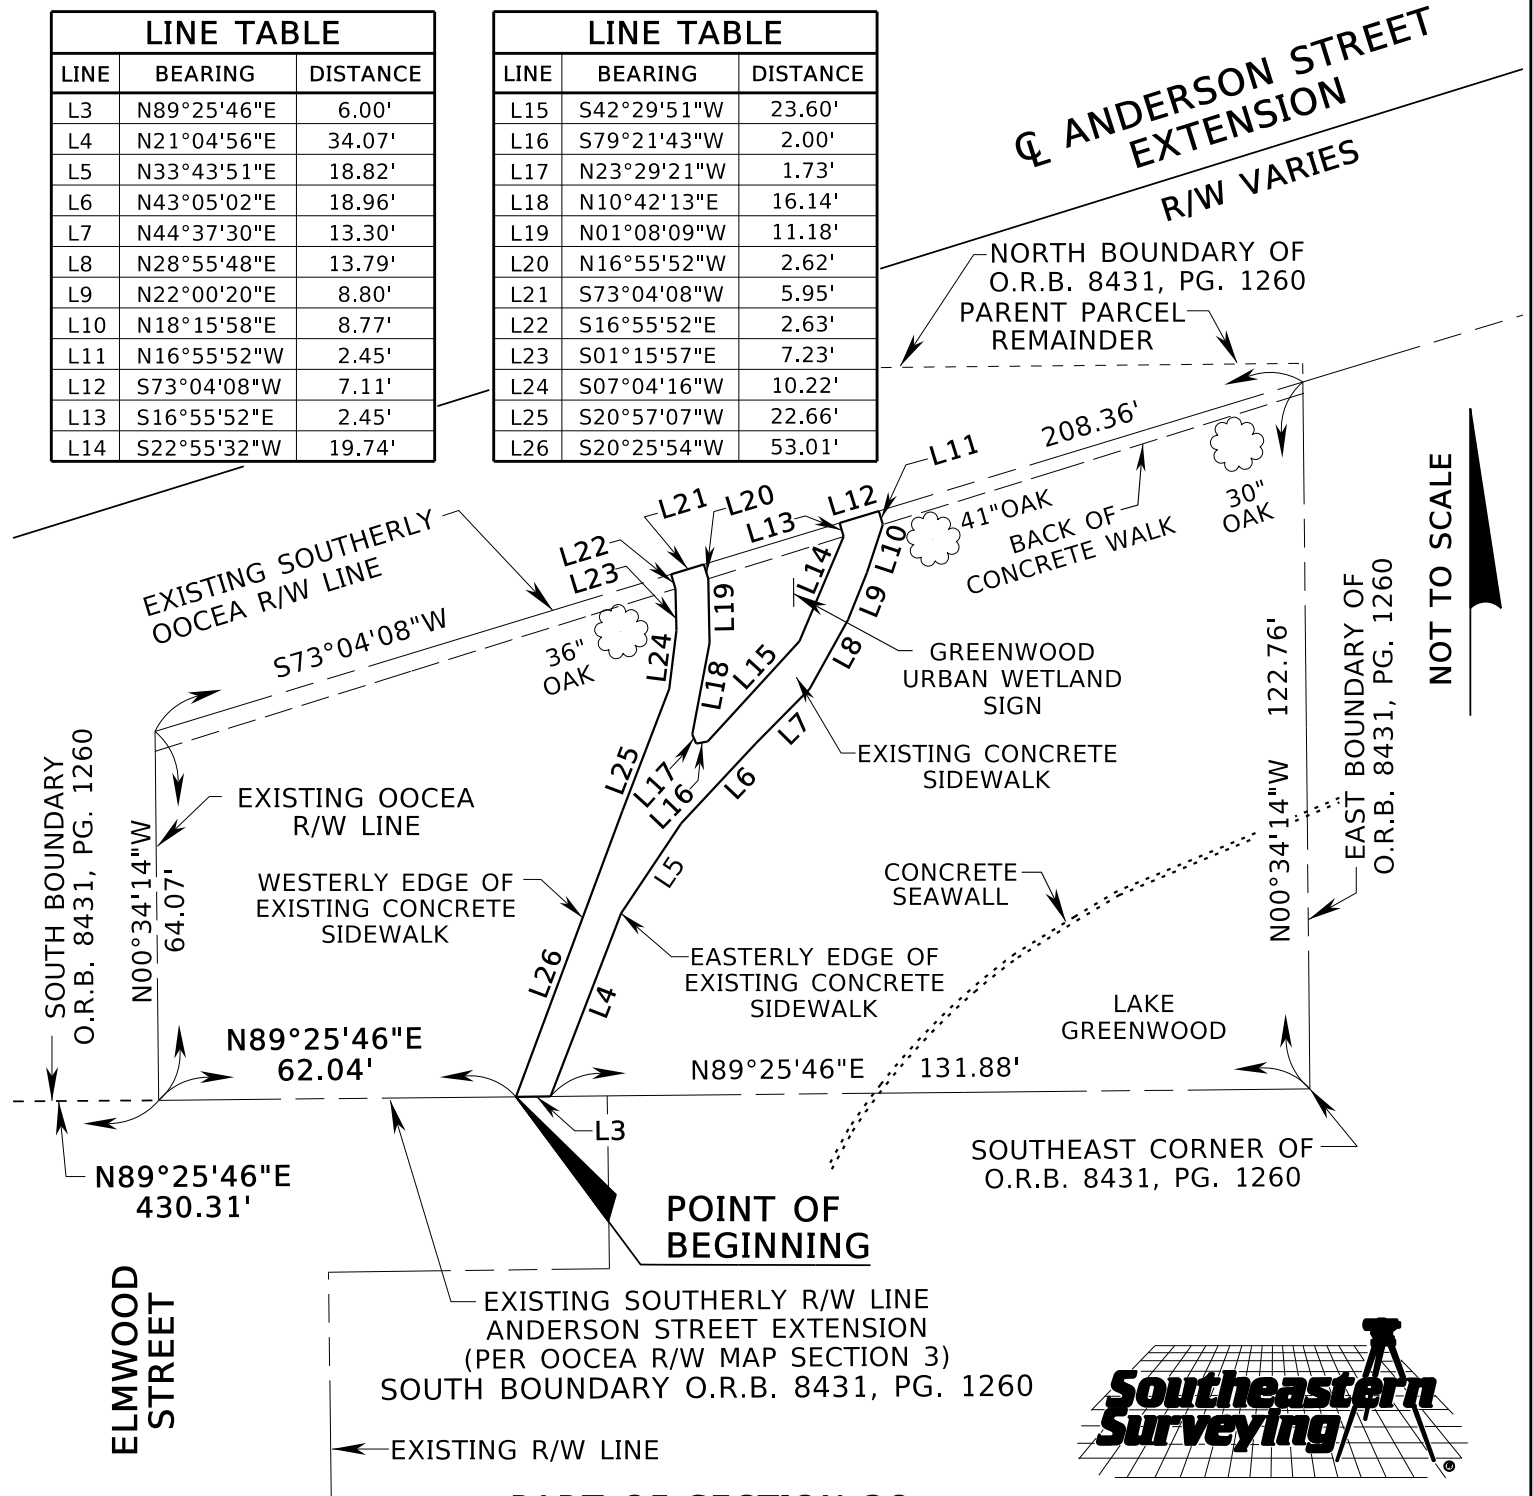 LINE TABLE
LINE BEARING DISTANCE
L3 N89°25'46"E 6.00'
L4 N21°04'56"E 34.07'
L5 N33°43'51"E 18.82'
L6 N43°05'02"E 18.96'
L7 N44°37'30"E 13.30'
L8 N28°55'48"E 13.79'
L9 N22°00'20"E 8.80'
L10 N18°15'58"E 8.77'
L11 N16°55'52"W 2.45'
L12 S73°04'08"W 7.11'
L13 S16°55'52"E 2.45'
L14 S22°55'32"W 19.74'
LINE TABLE
LINE BEARING DISTANCE
L15 S42°29'51"W 23.60'
L16 S79°21'43"W 2.00'
L17 N23°29'21"W 1.73'
L18 N10°42'13"E 16.14'
L19 N01°08'09"W 11.18'
L20 N16°55'52"W 2.62'
L21 S73°04'08"W 5.95'
L22 S16°55'52"E 2.63'
L23 S01°15'57"E 7.23'
L24 S07°04'16"W 10.22'
L25 S20°57'07"W 22.66'
L26 S20°25'54"W 53.01'
℄ ANDERSON STREET
EXTENSION
R/W VARIES
NORTH BOUNDARY OF
O.R.B. 8431, PG. 1260
PARENT PARCEL
REMAINDER
208.36'
L11
L12
L13
L20
L21
L22
L23
41"OAK
BACK OF
CONCRETE WALK
30"
OAK
NOT TO SCALE
EXISTING SOUTHERLY
OOCEA R/W LINE
S73°04'08"W
36"
OAK
L24
L19
L18
L14
L15
L10
L9
L8
L7
L6
L5
L4
L16
L17
L25
L26
GREENWOOD
URBAN WETLAND
SIGN
EXISTING CONCRETE
SIDEWALK
N00°34'14"W 122.76'
EAST BOUNDARY OF
O.R.B. 8431, PG. 1260
SOUTH BOUNDARY
O.R.B. 8431, PG. 1260
N00°34'14"W
64.07'
EXISTING OOCEA
R/W LINE
WESTERLY EDGE OF
EXISTING CONCRETE
SIDEWALK
CONCRETE
SEAWALL
EASTERLY EDGE OF
EXISTING CONCRETE
SIDEWALK
LAKE
GREENWOOD
N89°25'46"E
62.04'
N89°25'46"E 131.88'
L3
N89°25'46"E
430.31'
SOUTHEAST CORNER OF
O.R.B. 8431, PG. 1260
POINT OF
BEGINNING
ELMWOOD
STREET
EXISTING SOUTHERLY R/W LINE
ANDERSON STREET EXTENSION
(PER OOCEA R/W MAP SECTION 3)
SOUTH BOUNDARY O.R.B. 8431, PG. 1260
EXISTING R/W LINE
Southeastern
Surveying
®
PART OF SECTION